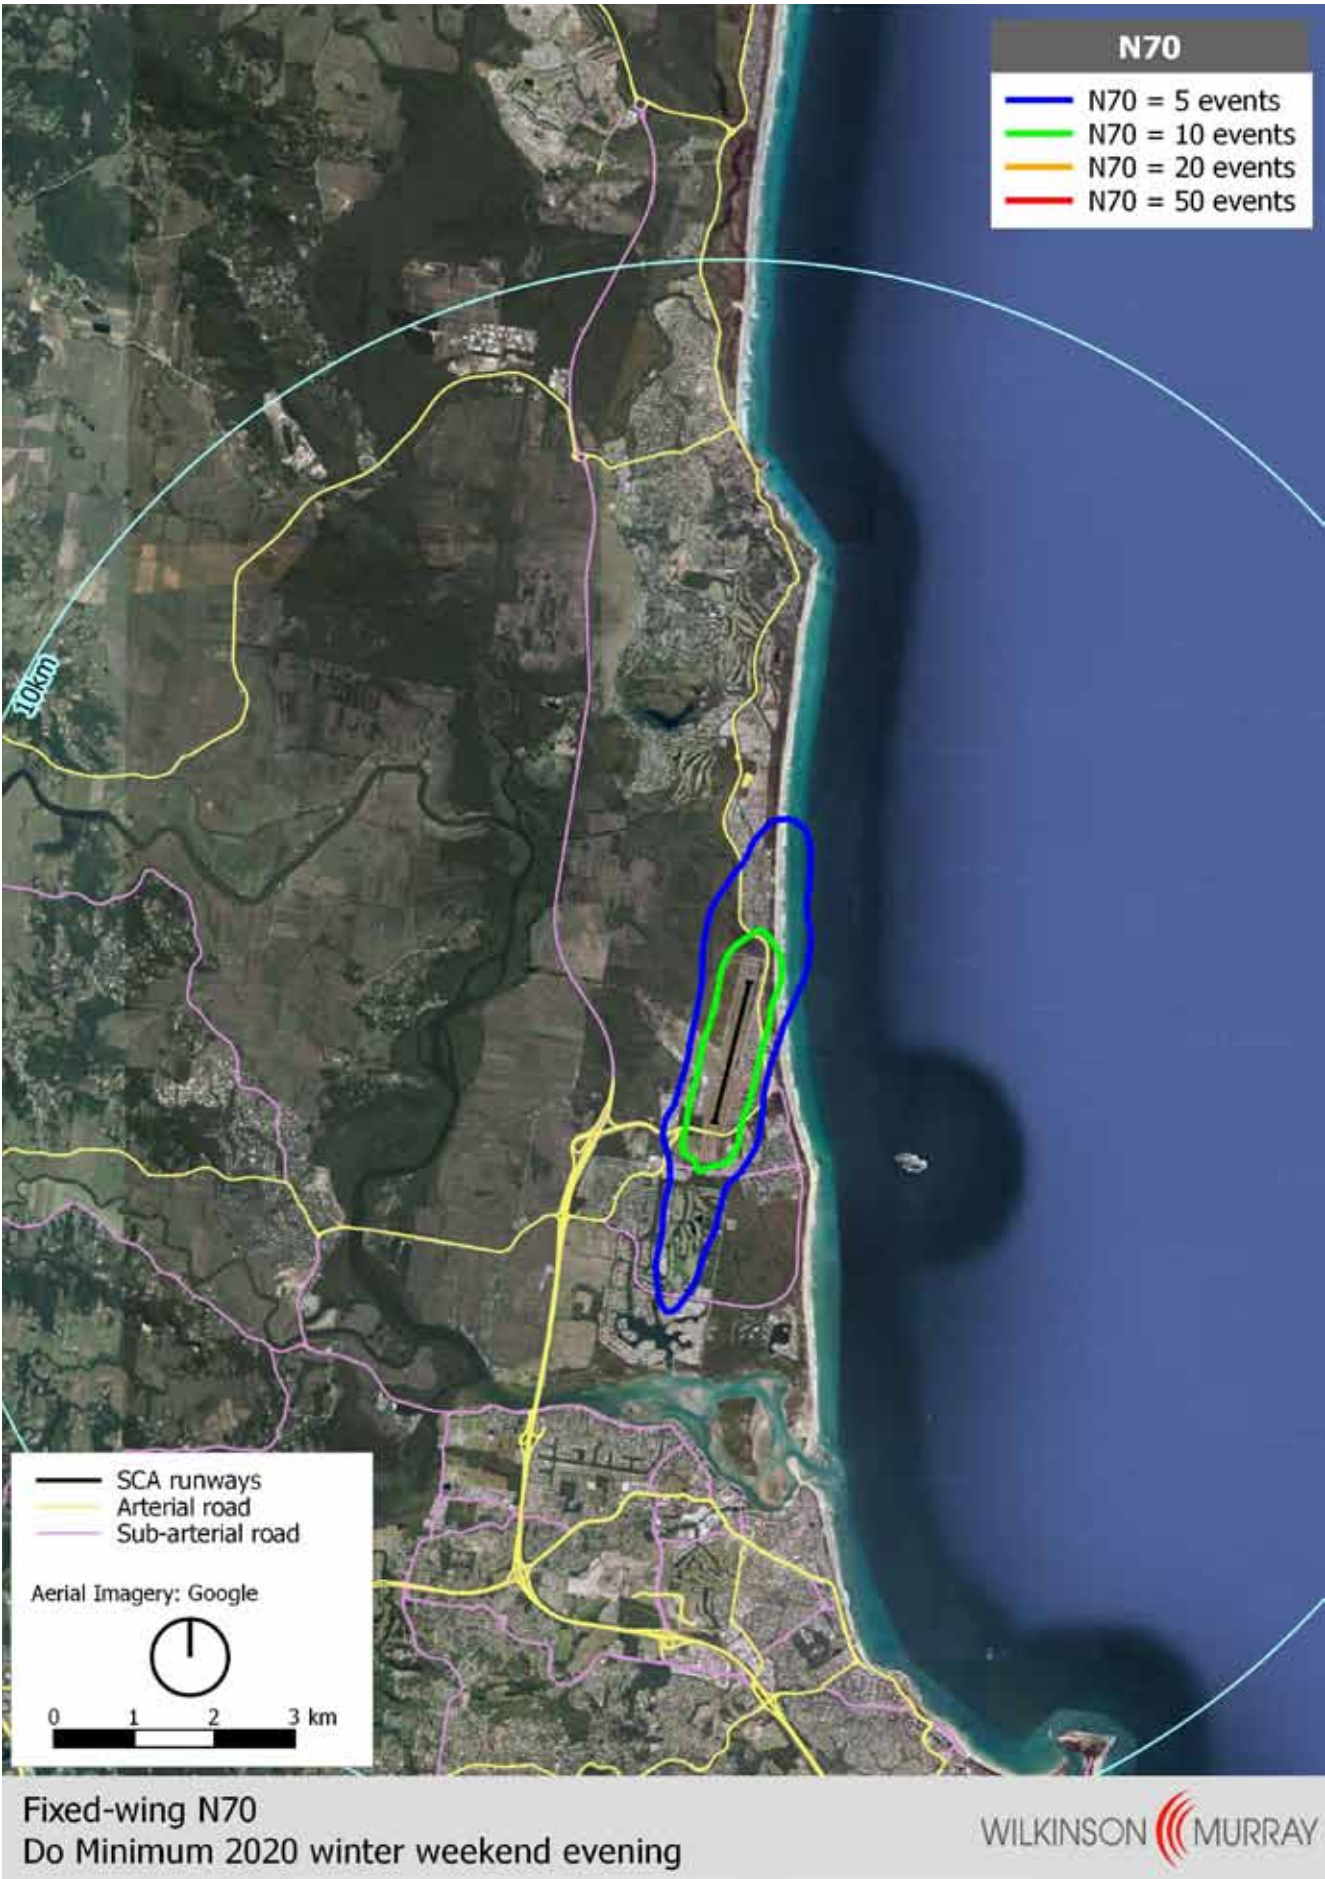 N70
N70 = 5 events
N70 = 10 events
N70 = 20 events
N70 = 50 events
10km
SCA runways
Arterial road
Sub-arterial road
Aerial Imagery: Google
0 1 2 3 km
Fixed-wing N70
Do Minimum 2020 winter weekend evening
WILKINSON MURRAY